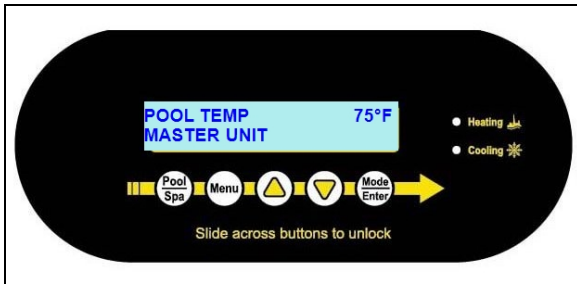 POOL TEMP 75°F
MASTER UNIT
Heating
Cooling
Pool
Spa
Menu
Mode
Enter
Slide across buttons to unlock